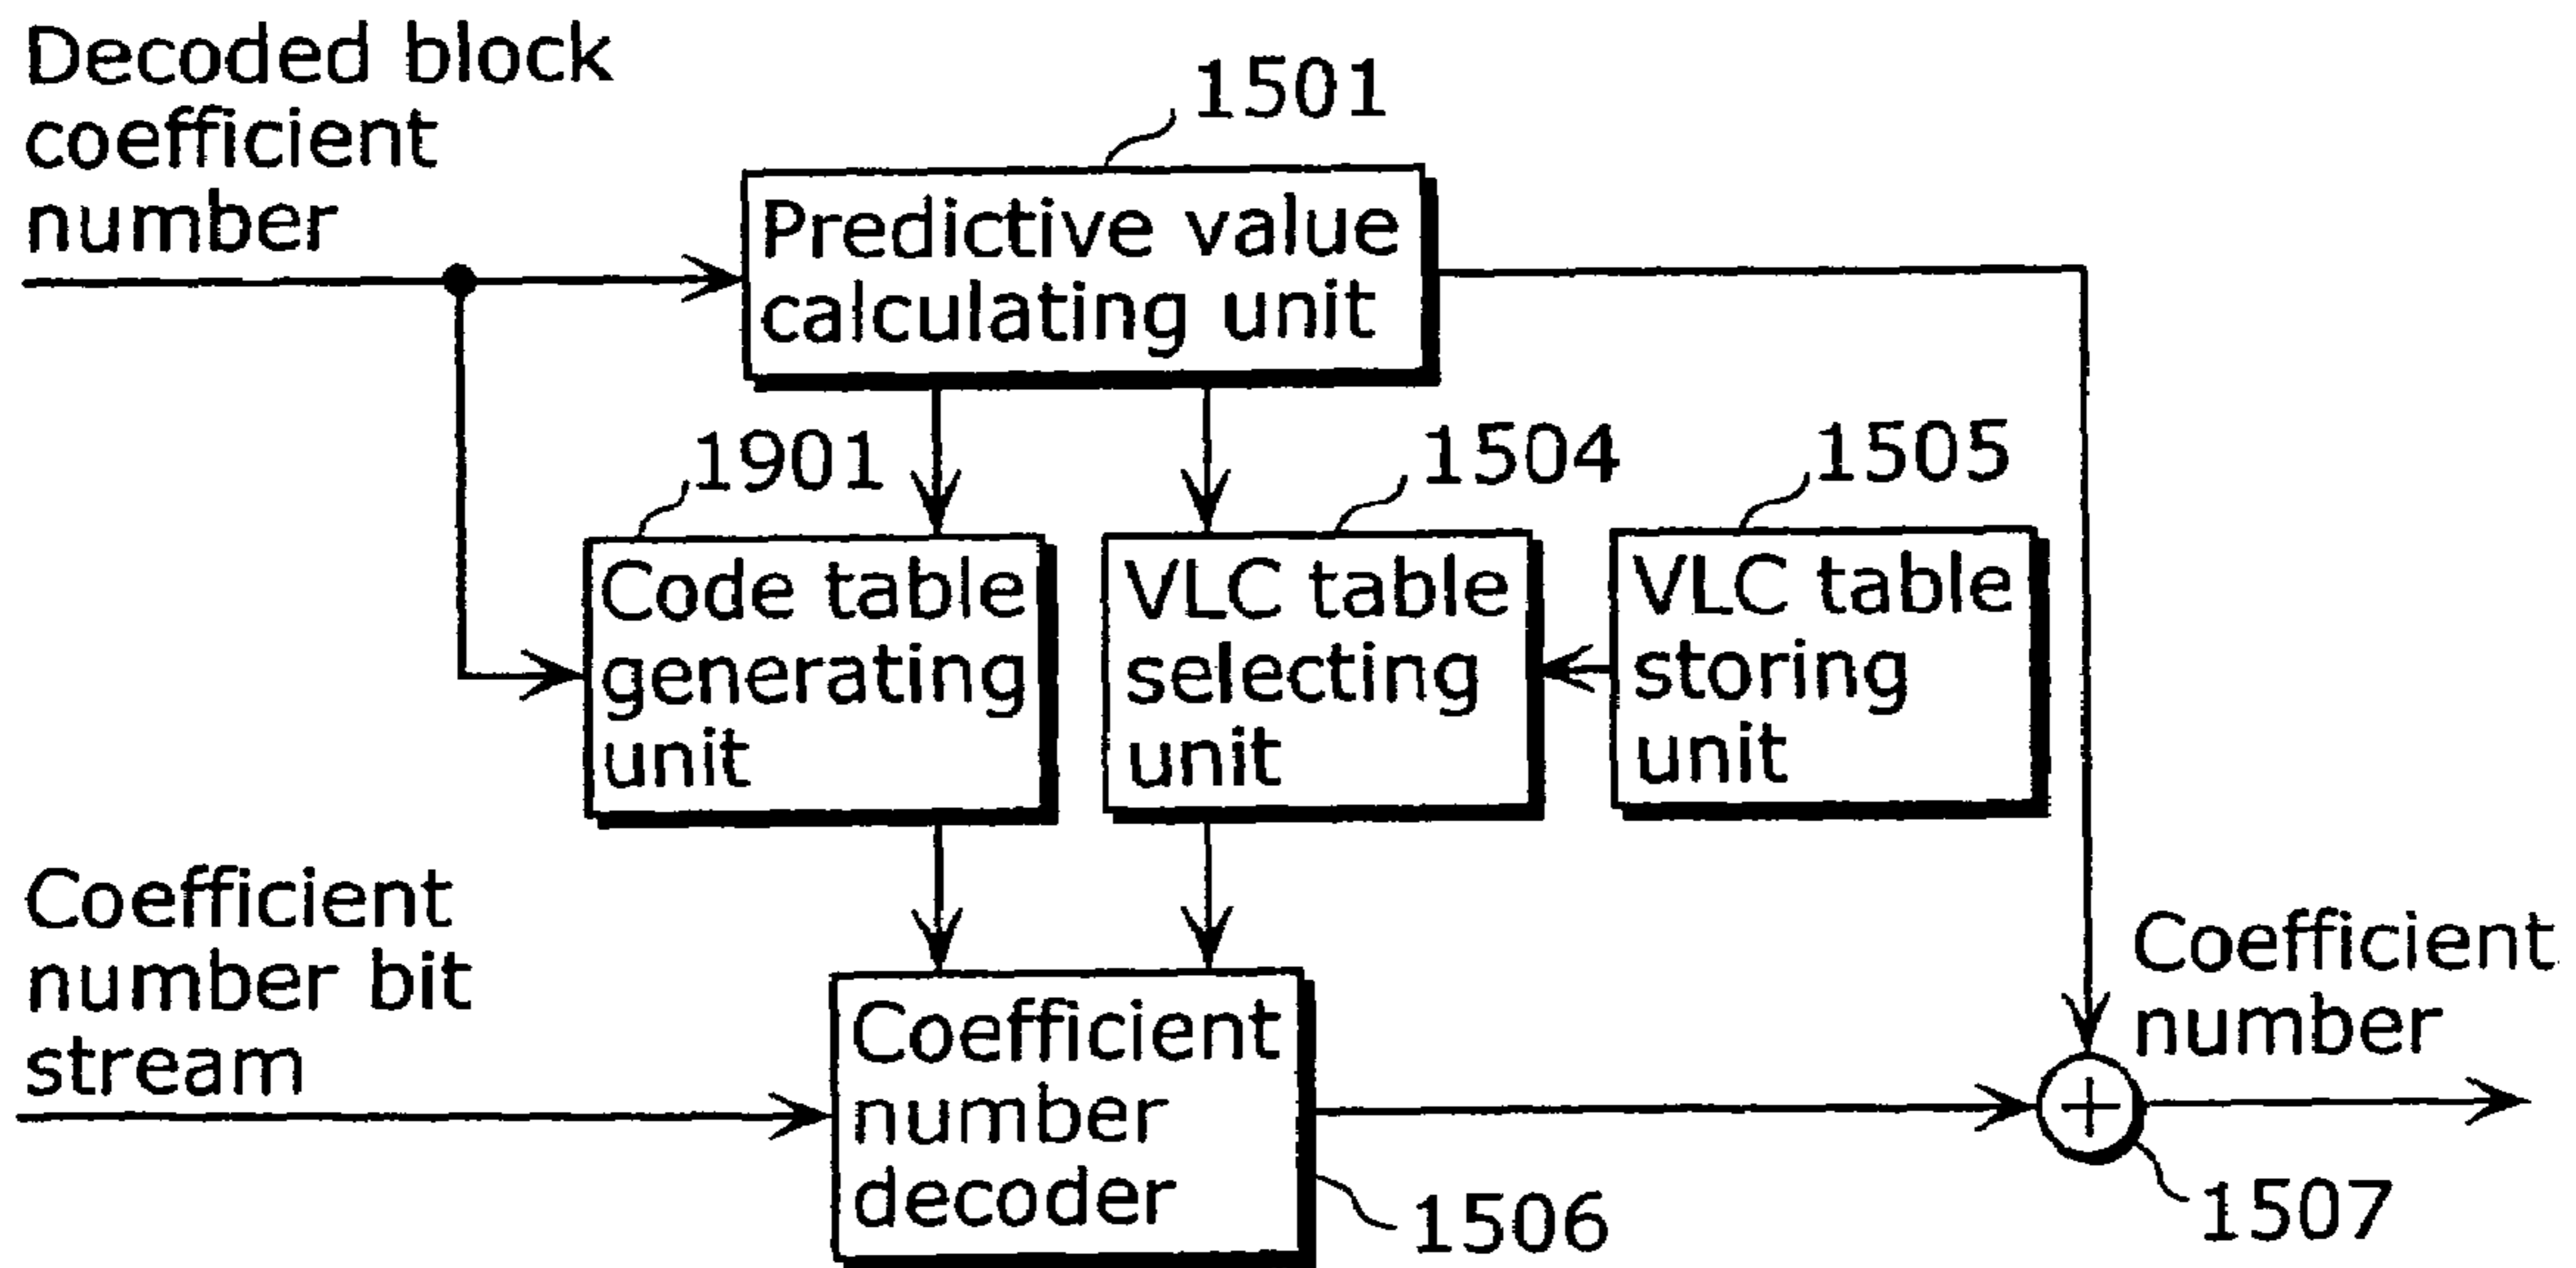 Decoded block
coefficient
number
1501
Predictive value
calculating unit
1901
1504
1505
Code table
generating
unit
VLC table
selecting
unit
VLC table
storing
unit
Coefficient
number bit
stream
Coefficient
number
decoder
1506
Coefficient
number
+
1507